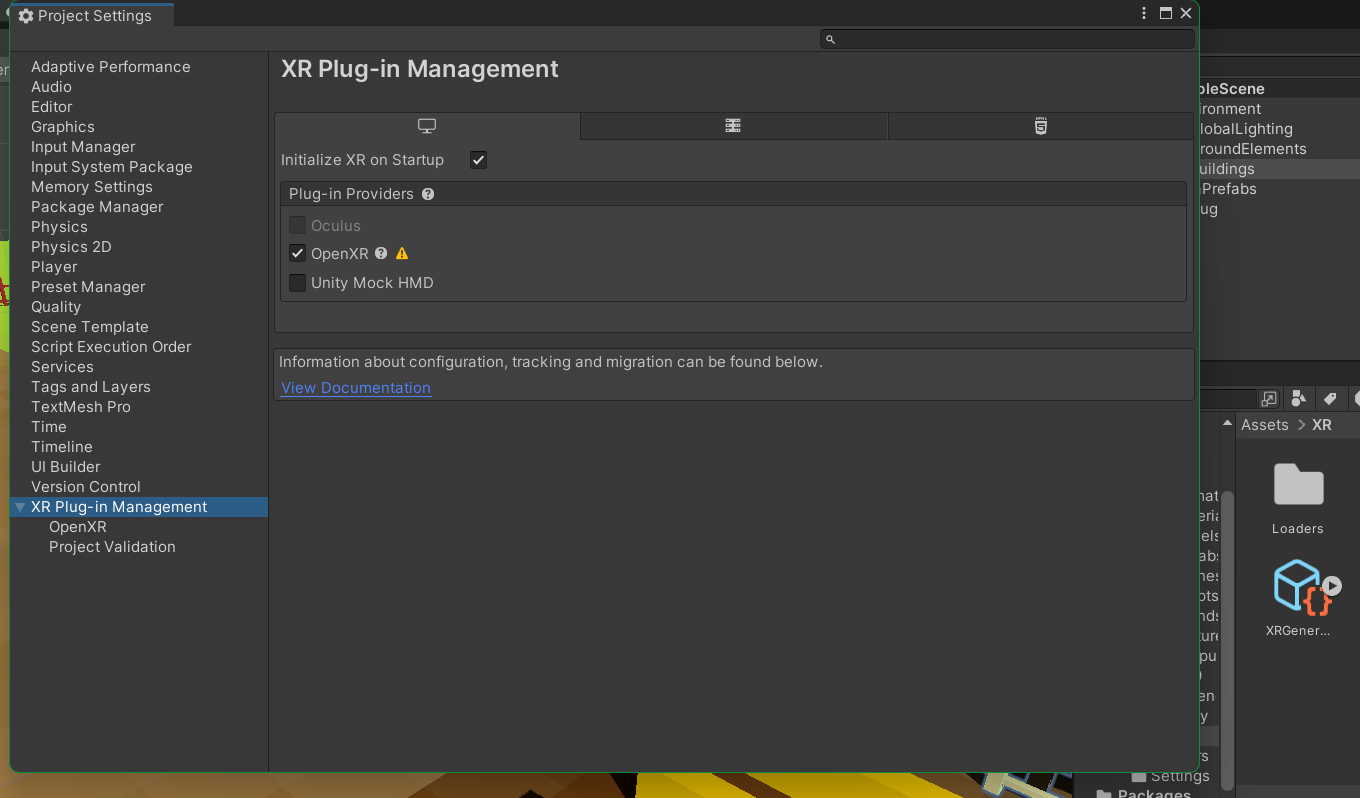 Project Settings
XR Plug-in Management
Adaptive Performance
Audio
Editor
Graphics
Input Manager
Input System Package
Memory Settings
Package Manager
Physics
Physics 2D
Player
Preset Manager
Quality
Scene Template
Script Execution Order
Services
Tags and Layers
TextMesh Pro
Time
Timeline
UI Builder
Version Control
XR Plug-in Management
OpenXR
Project Validation
HTML
5
Initialize XR on Startup
Plug-in Providers ?
Oculus
OpenXR ?
Unity Mock HMD
Information about configuration, tracking and migration can be found below.
View Documentation
bleScene
ironment
lobalLighting
roundElements
uildings
Prefabs
ug
Assets > XR
Loaders
XRGener...
Settings
Packages